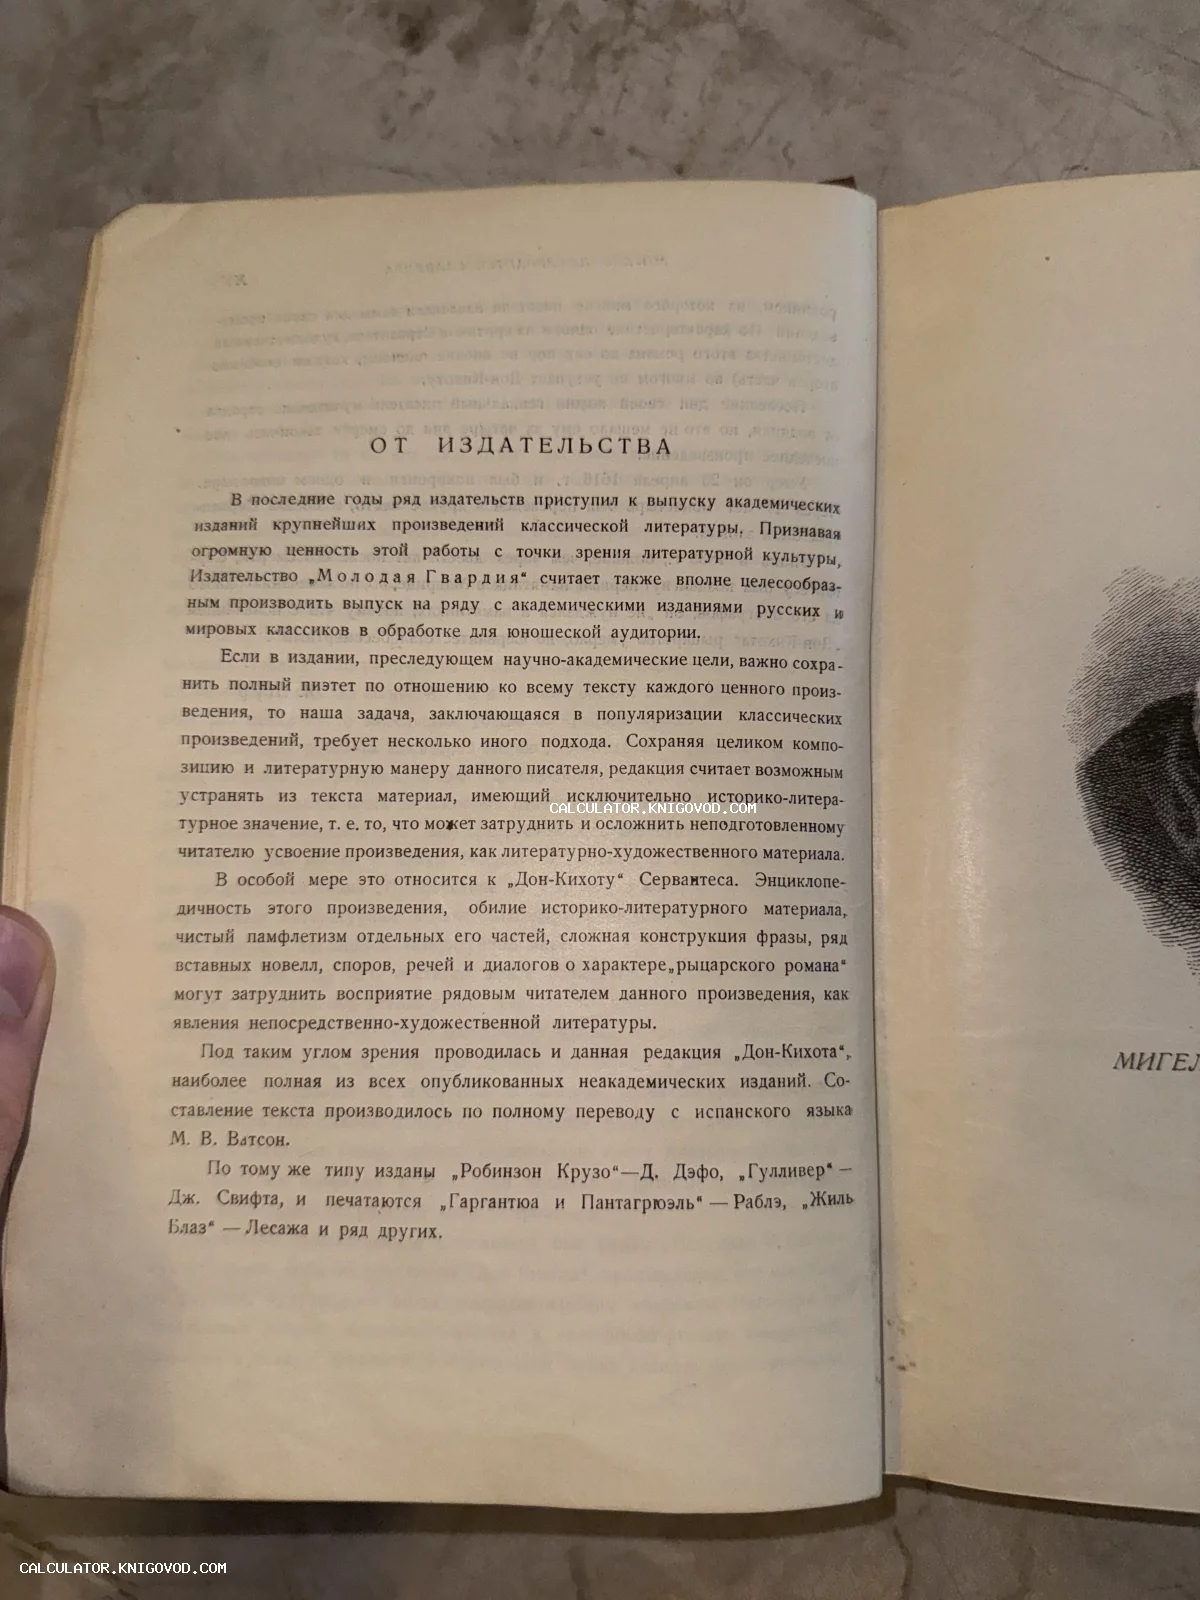 ОТ ИЗДАТЕЛЬСТВА
В последние годы ряд издательств приступил к выпуску академических
изданий крупнейших произведений классической литературы. Признавая
огромную ценность этой работы с точки зрения литературной культуры,
Издательство „Молодая Гвардия“ считает также вполне целесообраз-
ным производить выпуск на ряду с академическими изданиями русских и
мировых классиков в обработке для юношеской аудитории.
Если в издании, преследующем научно-академические цели, важно сохра-
нить полный пиэтет по отношению ко всему тексту каждого ценного произ-
ведения, то наша задача, заключающаяся в популяризации классических
произведений, требует несколько иного подхода. Сохраняя целиком компо-
зицию и литературную манеру данного писателя, редакция считает возможным
устранять из текста материал, имеющий исключительно историко-литера-
CALCULATOR.KNIGOVOD.COM
турное значение, т. е. то, что может затруднить и осложнить неподготовленному
читателю усвоение произведения, как литературно-художественного материала.
В особой мере это относится к „Дон-Кихоту“ Сервантеса. Энциклопе-
дичность этого произведения, обилие историко-литературного материала,
чистый памфлетизм отдельных его частей, сложная конструкция фразы, ряд
вставных новелл, споров, речей и диалогов о характере „рыцарского романа“
могут затруднить восприятие рядовым читателем данного произведения, как
явления непосредственно-художественной литературы.
Под таким углом зрения проводилась и данная редакция „Дон-Кихота“,
наиболее полная из всех опубликованных неакадемических изданий. Со-
ставление текста производилось по полному переводу с испанского языка
М. В. Ватсон.
По тому же типу изданы „Робинзон Крузо“—Д. Дэфо, „Гулливер“ —
Дж. Свифта, и печатаются „Гаргантюа и Пантагрюэль“ — Раблэ, „Жиль
Блаз“ — Лесажа и ряд других.
МИГЕЛ
CALCULATOR.KNIGOVOD.COM